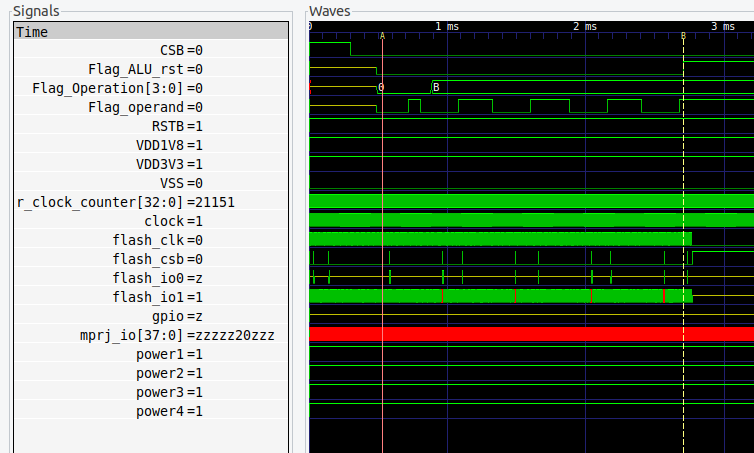 Signals
Waves
Time
0
1 ms
2 ms
3 ms
A
B
CSB=0
Flag_ALU_rst=0
Flag_Operation[3:0]=0
0
B
Flag_operand=0
RSTB=1
VDD1V8=1
VDD3V3=1
VSS=0
r_clock_counter[32:0]=21151
clock=1
flash_clk=0
flash_csb=0
flash_io0=z
flash_io1=1
gpio=z
mprj_io[37:0]=zzzzz20zzz
power1=1
power2=1
power3=1
power4=1